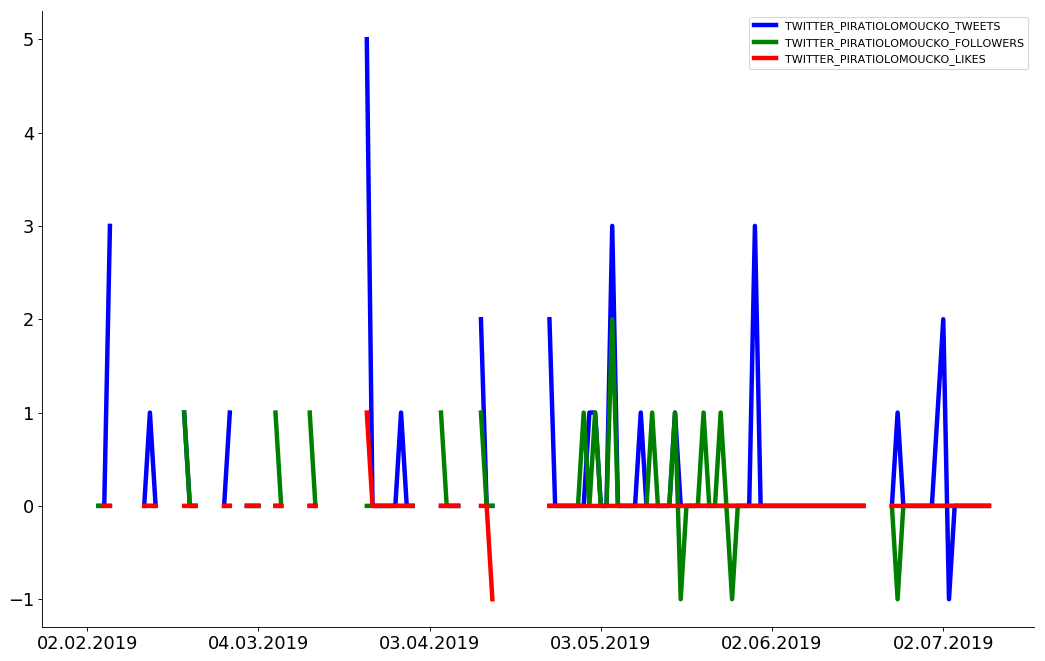 TWITTER_PIRATIOLOMOUCKO_TWEETS
TWITTER_PIRATIOLOMOUCKO_FOLLOWERS
TWITTER_PIRATIOLOMOUCKO_LIKES
5
4
3
2
1
0
−1
02.02.2019 04.03.2019 03.04.2019 03.05.2019 02.06.2019 02.07.2019